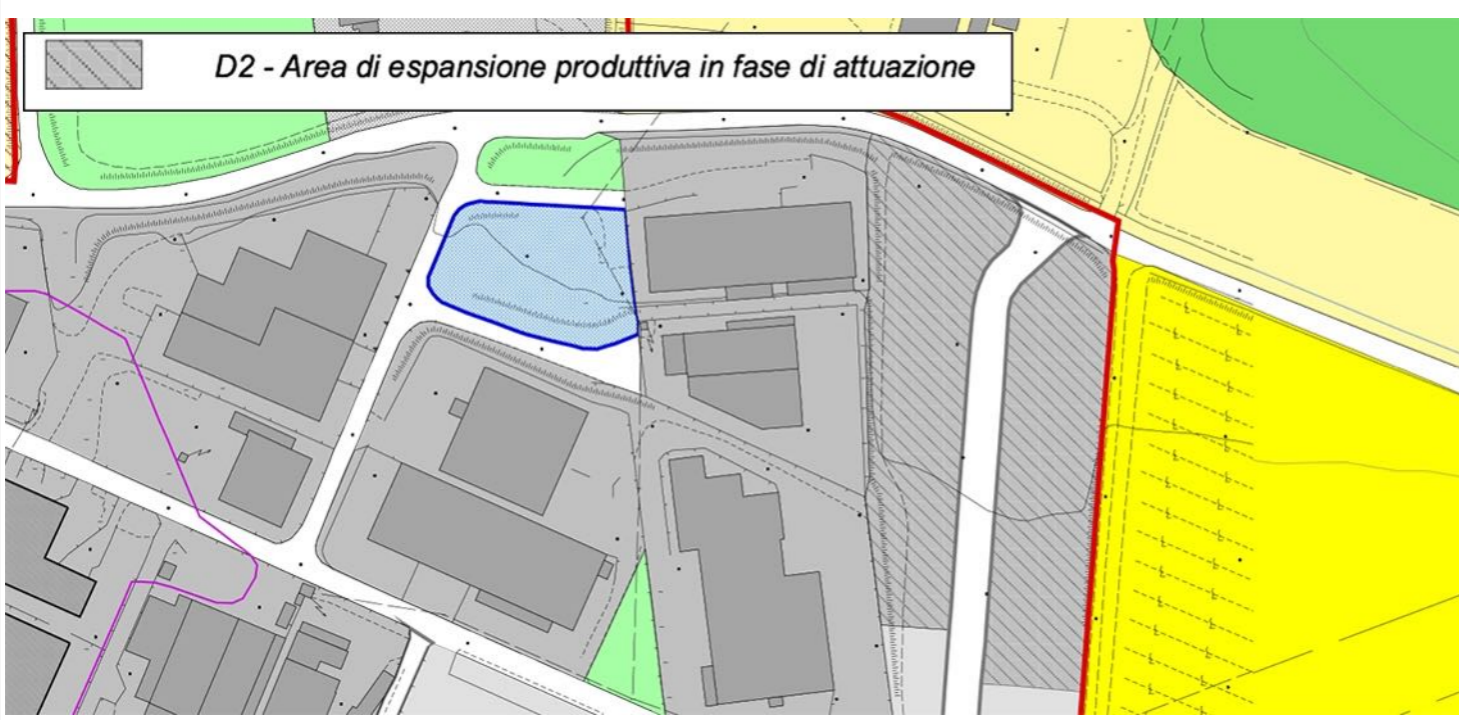 D2 - Area di espansione produttiva in fase di attuazione